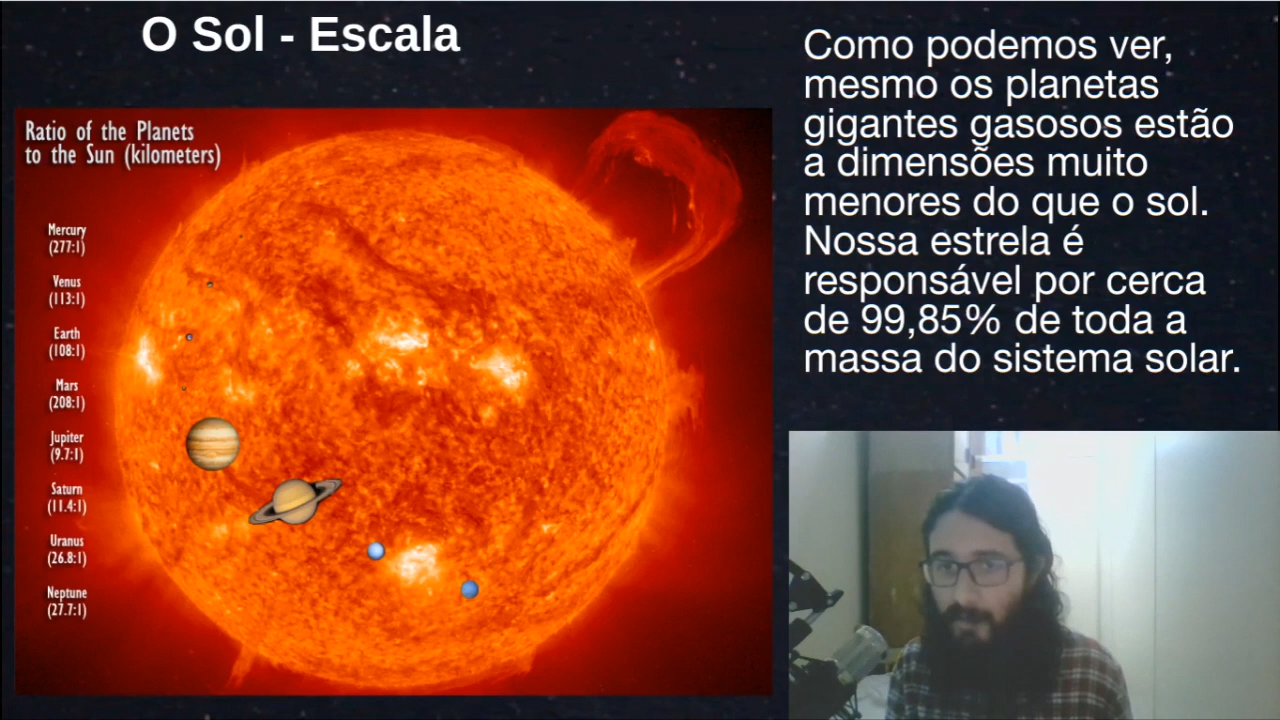 O Sol - Escala
Ratio of the Planets
to the Sun (kilometers)
Mercury
(277:1)
Venus
(113:1)
Earth
(108:1)
Mars
(208:1)
Jupiter
(9.7:1)
Saturn
(11.4:1)
Uranus
(26.8:1)
Neptune
(27.7:1)
Como podemos ver,
mesmo os planetas
gigantes gasosos estão
a dimensões muito
menores do que o sol.
Nossa estrela é
responsável por cerca
de 99,85% de toda a
massa do sistema solar.